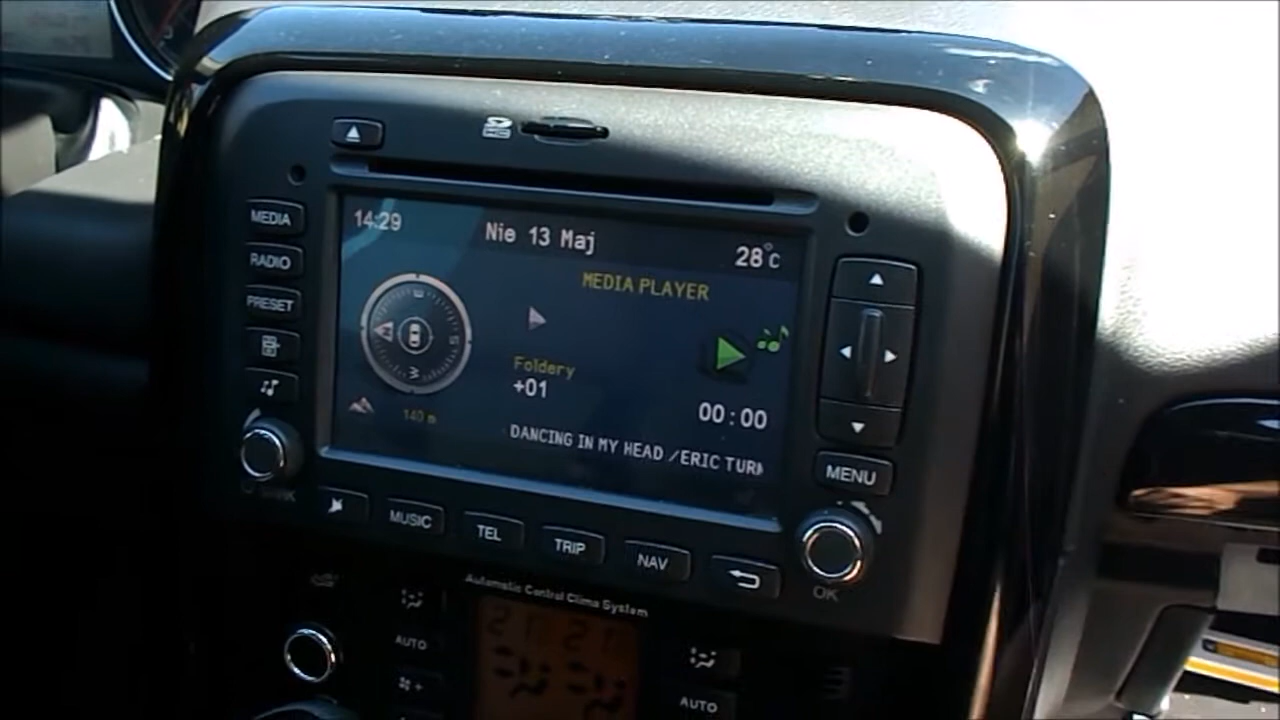 14:29
Nie 13 Maj
28°C
MEDIA PLAYER
Foldery
+01
00:00
DANCING IN MY HEAD /ERIC TURN
140 m
MEDIA
RADIO
PRESET
MENU
OK
MUSIC
TEL
TRIP
NAV
Automatic Control Clima System
AUTO
AUTO